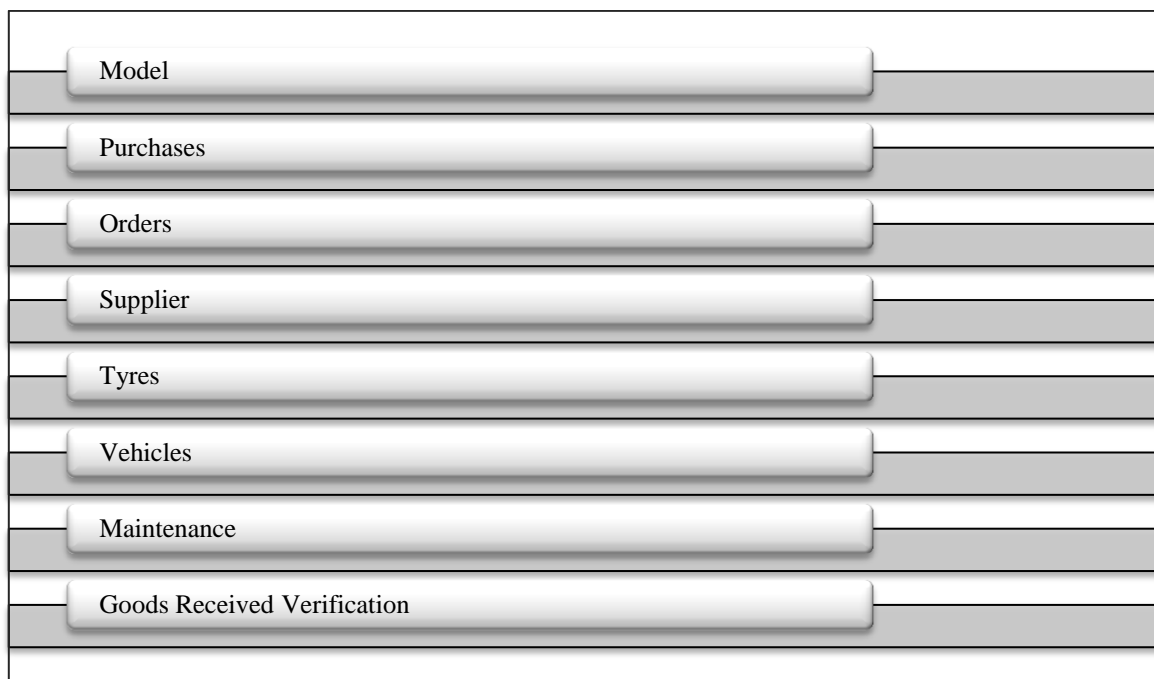 Model
Purchases
Orders
Supplier
Tyres
Vehicles
Maintenance
Goods Received Verification